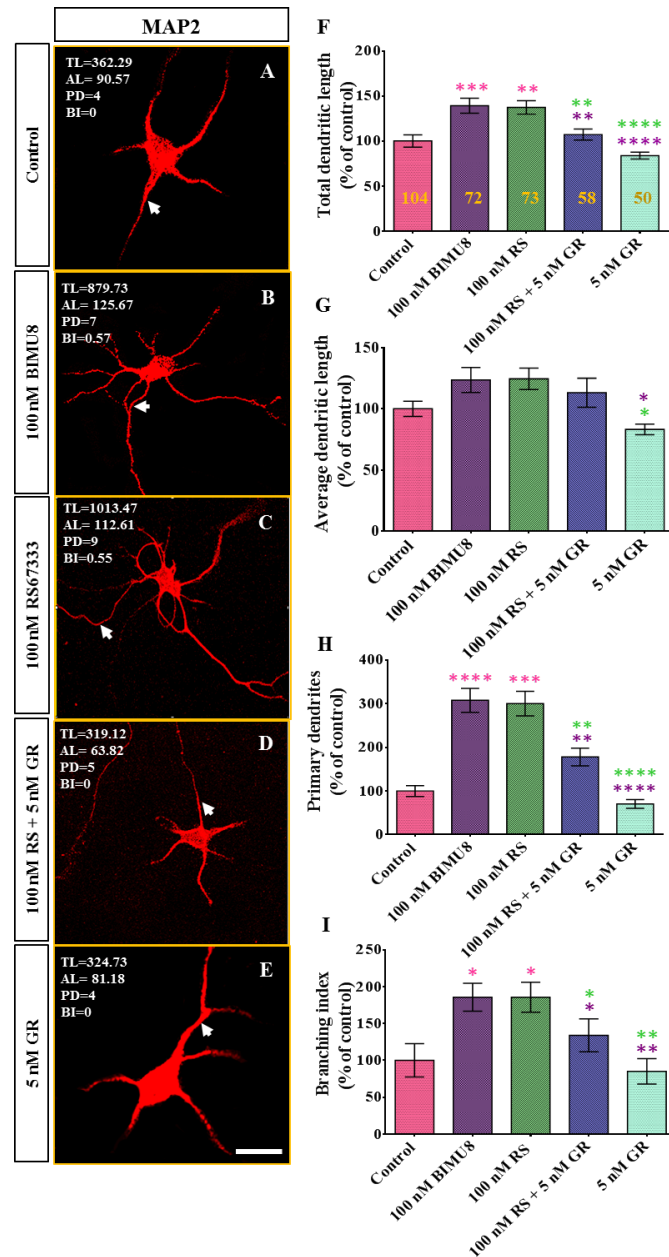 MAP2
Control
TL=362.29
AL= 90.57
PD=4
BI=0
A
100 nM BIMU8
TL=879.73
AL= 125.67
PD=7
BI=0.57
B
100 nM RS67333
TL=1013.47
AL= 112.61
PD=9
BI=0.55
C
100 nM RS + 5 nM GR
TL=319.12
AL= 63.82
PD=5
BI=0
D
5 nM GR
TL=324.73
AL= 81.18
PD=4
BI=0
E
F
Total dendritic length
(% of control)
200
150
100
50
0
***
**
**
**
****
****
104
72
73
58
50
Control
100 nM BIMU8
100 nM RS
100 nM RS + 5 nM GR
5 nM GR
G
Average dendritic length
(% of control)
150
100
50
0
*
*
Control
100 nM BIMU8
100 nM RS
100 nM RS + 5 nM GR
5 nM GR
H
Primary dendrites
(% of control)
400
300
200
100
0
****
***
**
**
****
****
Control
100 nM BIMU8
100 nM RS
100 nM RS + 5 nM GR
5 nM GR
I
Branching index
(% of control)
250
200
150
100
50
0
*
*
*
*
**
**
Control
100 nM BIMU8
100 nM RS
100 nM RS + 5 nM GR
5 nM GR